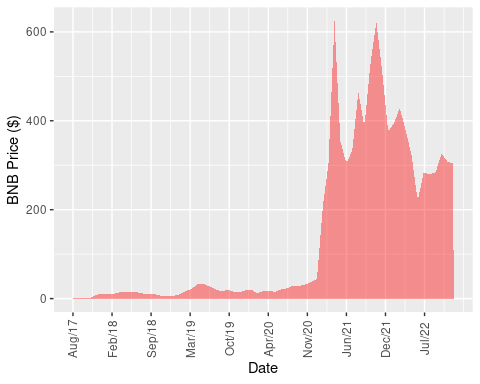 BNB Price ($)
600
400
200
0
Aug/17
Feb/18
Sep/18
Mar/19
Oct/19
Apr/20
Nov/20
Jun/21
Dec/21
Jul/22
Date